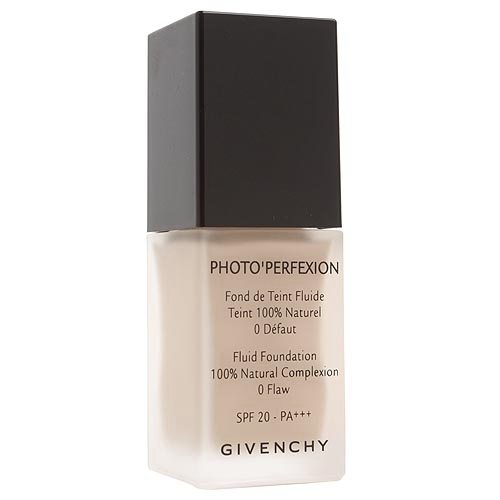 PHOTO'PERFEXION
Fond de Teint Fluide
Teint 100% Naturel
0 Défaut
Fluid Foundation
100% Natural Complexion
0 Flaw
SPF 20 - PA+++
GIVENCHY